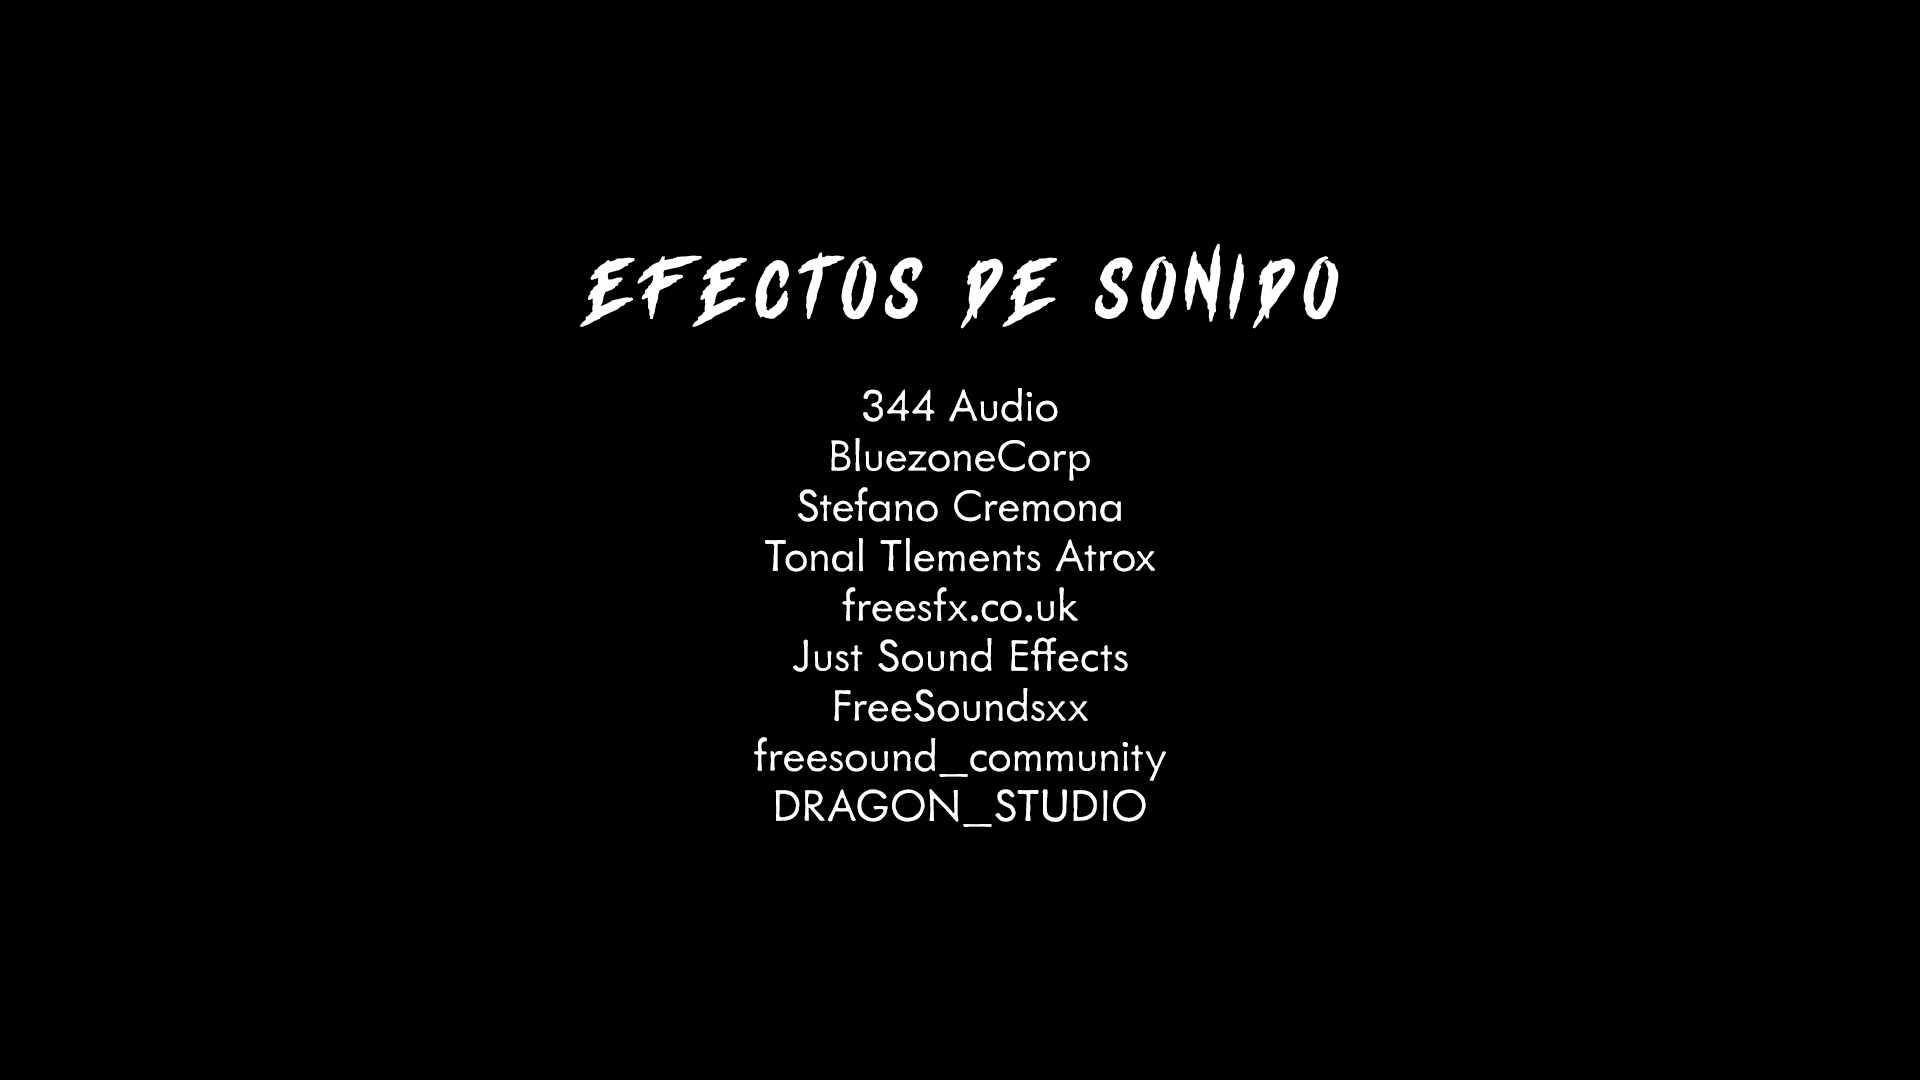 EFECTOS DE SONIDO
344 Audio
BluezoneCorp
Stefano Cremona
Tonal Tlements Atrox
freesfx.co.uk
Just Sound Effects
FreeSoundsxx
freesound_community
DRAGON_STUDIO